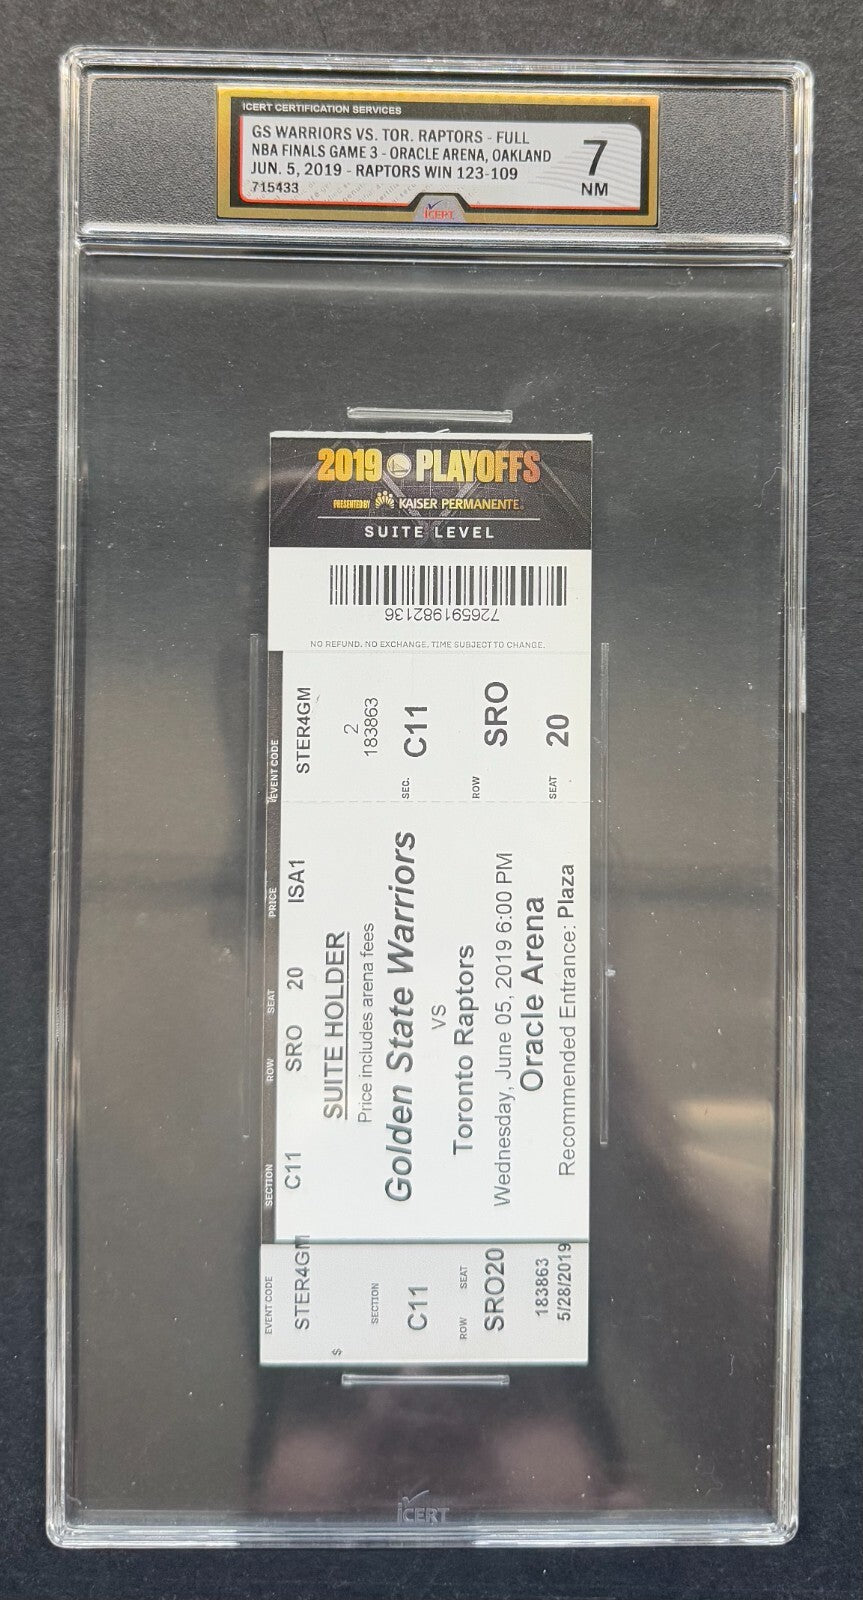 ICERT CERTIFICATION SERVICES
GS WARRIORS VS. TOR. RAPTORS - FULL
NBA FINALS GAME 3 - ORACLE ARENA, OAKLAND
JUN. 5, 2019 - RAPTORS WIN 123-109
715433
7
NM
iCERT
2019 PLAYOFFS
PRESENTED BY KAISER PERMANENTE
SUITE LEVEL
726591982136
NO REFUND. NO EXCHANGE. TIME SUBJECT TO CHANGE.
EVENT CODE
STER4GM
2
183863
SEC. C11
ROW SRO
SEAT 20
SECTION ROW SEAT PRICE
C11 SRO 20 ISA1
SUITE HOLDER
Price includes arena fees
Golden State Warriors
VS
Toronto Raptors
Wednesday, June 05, 2019 6:00 PM
Oracle Arena
Recommended Entrance: Plaza
EVENT CODE
STER4GM
$
SECTION
C11
ROW SEAT
SRO20
183863
5/28/2019
iCERT